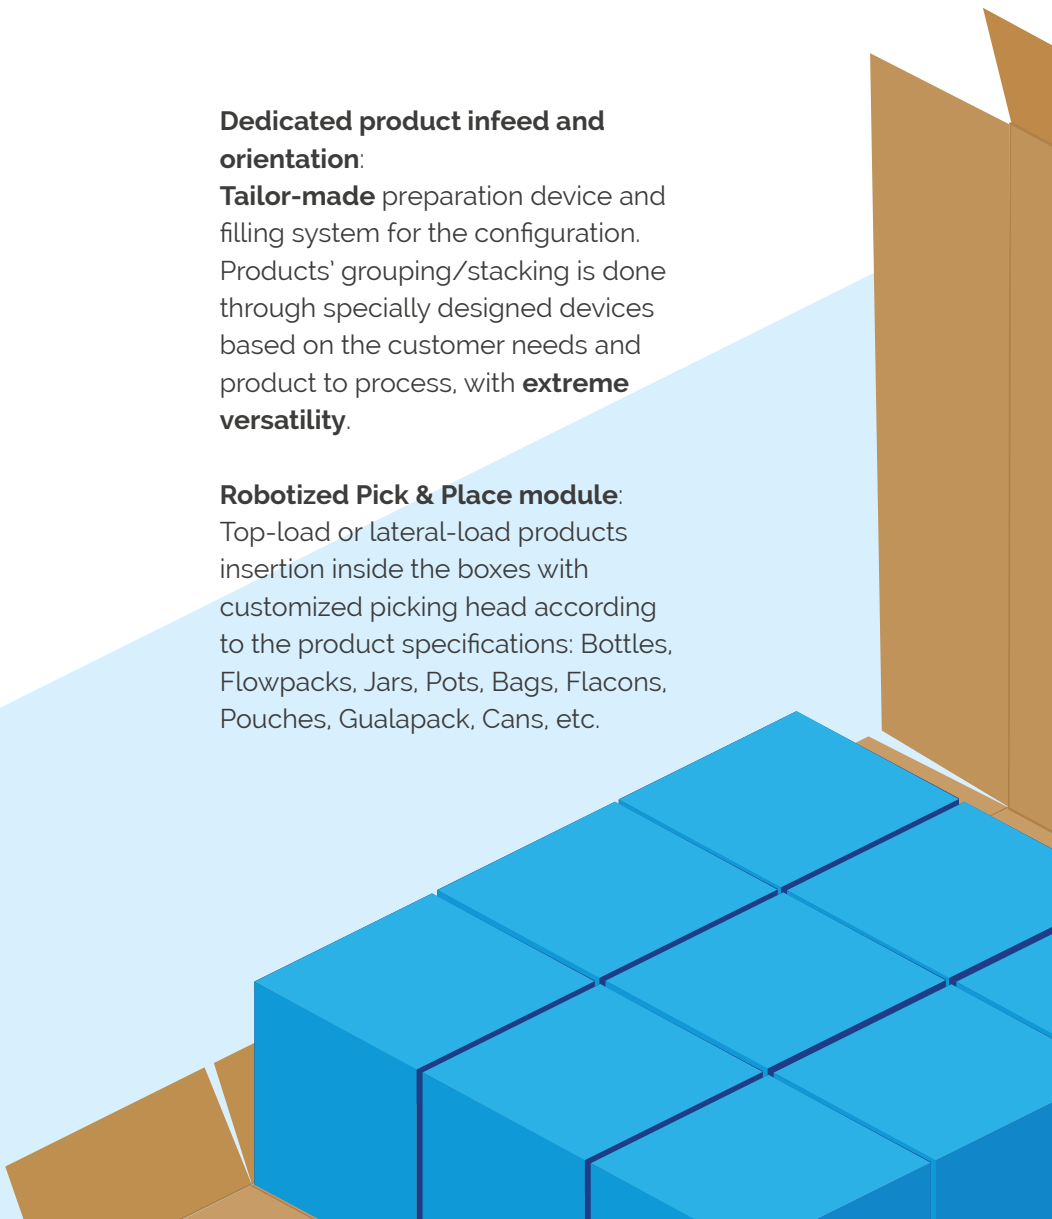 Dedicated product infeed and
orientation:
Tailor-made preparation device and
filling system for the configuration.
Products’ grouping/stacking is done
through specially designed devices
based on the customer needs and
product to process, with extreme
versatility.
Robotized Pick & Place module:
Top-load or lateral-load products
insertion inside the boxes with
customized picking head according
to the product specifications: Bottles,
Flowpacks, Jars, Pots, Bags, Flacons,
Pouches, Gualapack, Cans, etc.